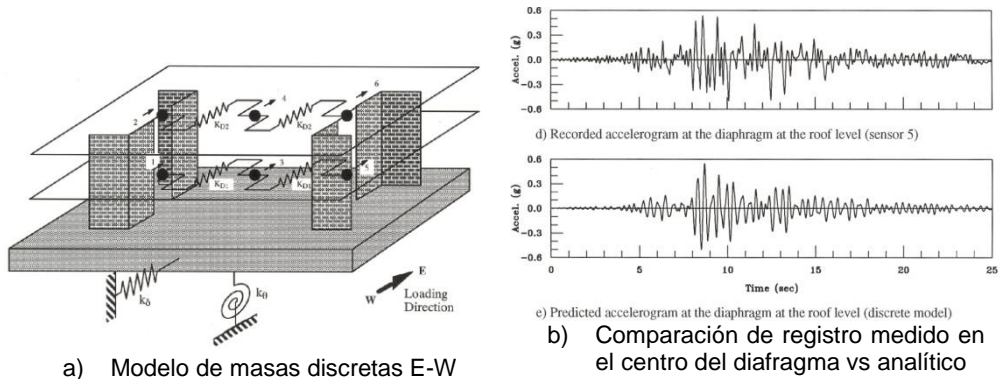 2
4
6
K_D2
K_D2
1
3
5
K_D1
K_D1
k_δ
k_θ
E
W
Loading
Direction
a) Modelo de masas discretas E-W
0.6
0.3
0.0
−0.3
−0.6
Accel. (g)
d) Recorded accelerogram at the diaphragm at the roof level (sensor 5)
0.6
0.3
0.0
−0.3
−0.6
Accel. (g)
0 5 10 15 20 25
Time (sec)
e) Predicted accelerogram at the diaphragm at the roof level (discrete model)
b) Comparación de registro medido en
el centro del diafragma vs analítico